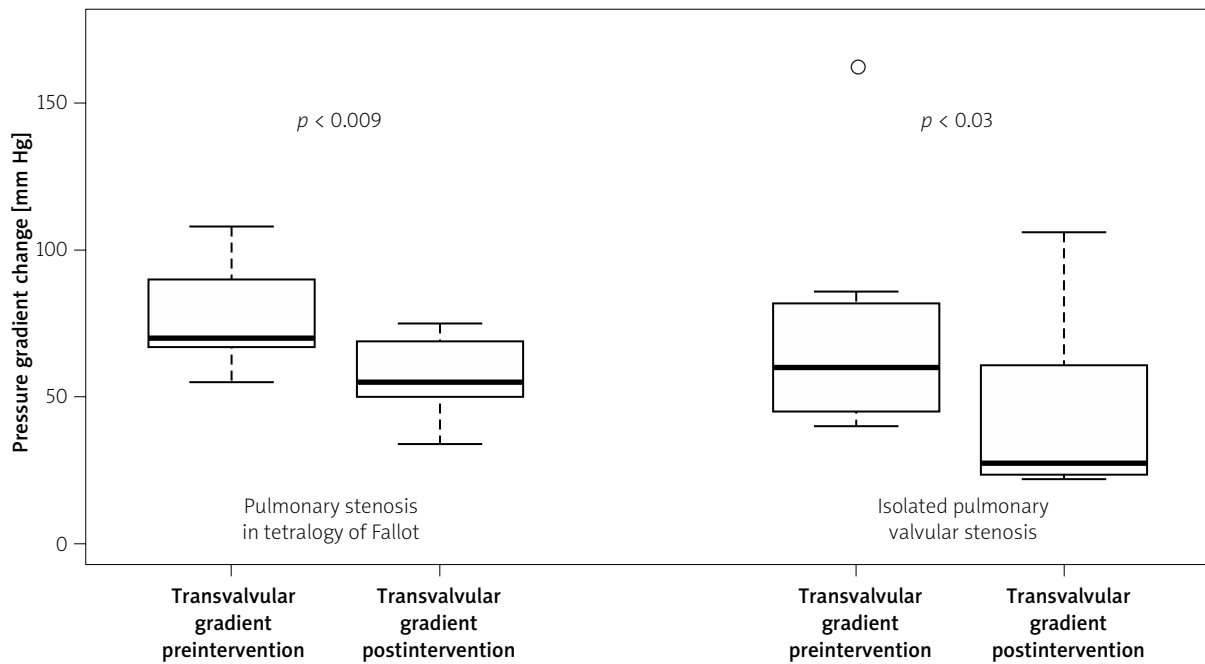 Pressure gradient change [mm Hg]
150
100
50
0
p < 0.009
p < 0.03
Pulmonary stenosis
in tetralogy of Fallot
Isolated pulmonary
valvular stenosis
Transvalvular
gradient
preintervention
Transvalvular
gradient
postintervention
Transvalvular
gradient
preintervention
Transvalvular
gradient
postintervention